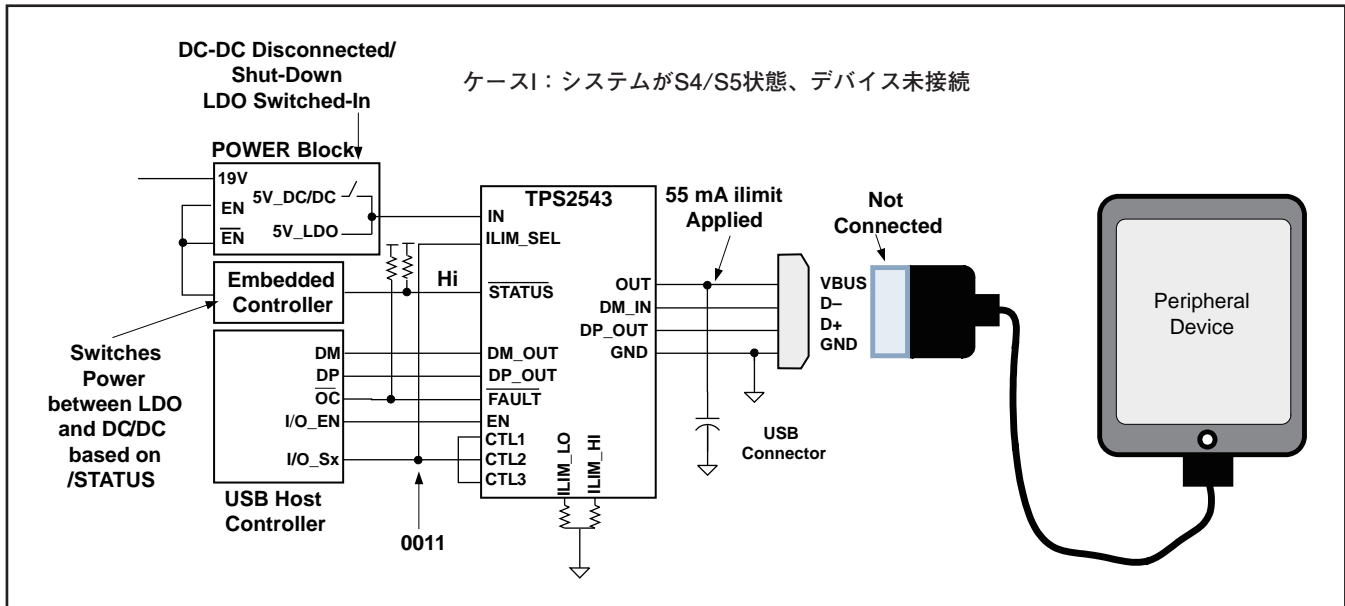 DC-DC Disconnected/
Shut-Down
LDO Switched-In
ケースI：システムがS4/S5状態、デバイス未接続
POWER Block
19V
5V_DC/DC
EN
5V_LDO
EN
Embedded
Controller
Hi
Switches
Power
between LDO
and DC/DC
based on
/STATUS
DM
DP
OC
I/O_EN
I/O_Sx
USB Host
Controller
0011
TPS2543
IN
ILIM_SEL
STATUS
DM_OUT
DP_OUT
FAULT
EN
CTL1
CTL2
CTL3
ILIM_LO
ILIM_HI
OUT
DM_IN
DP_OUT
GND
55 mA ilimit
Applied
USB
Connector
Not
Connected
VBUS
D–
D+
GND
Peripheral
Device